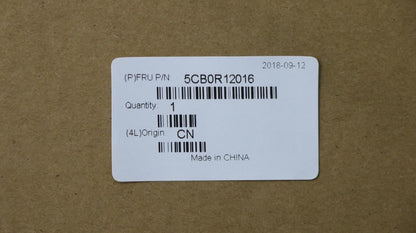 2018-09-12
(P)FRU P/N: 5CB0R12016
Quantity: 1
(4L)Origin: CN
Made in CHINA